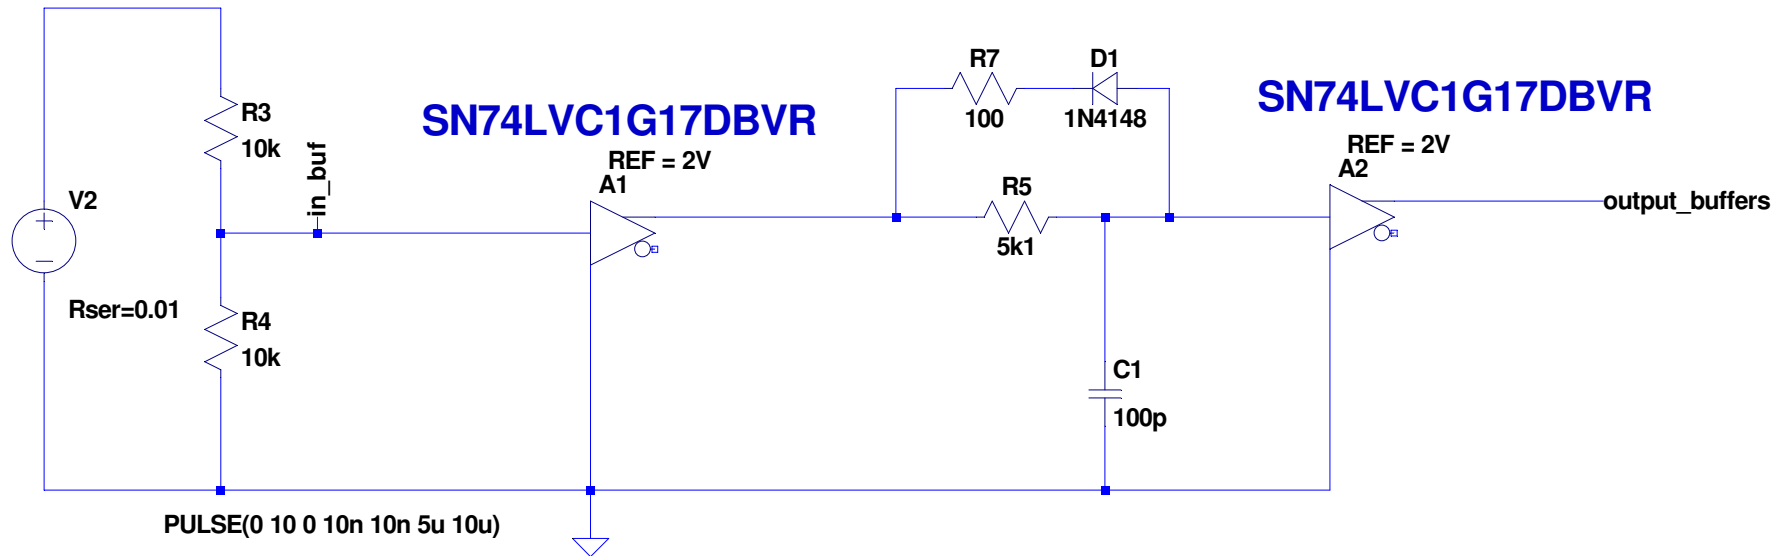 R7
D1
100
1N4148
SN74LVC1G17DBVR
REF = 2V
A2
SN74LVC1G17DBVR
REF = 2V
A1
R3
10k
in_buf
V2
R5
5k1
output_buffers
Rser=0.01
R4
10k
C1
100p
PULSE(0 10 0 10n 10n 5u 10u)